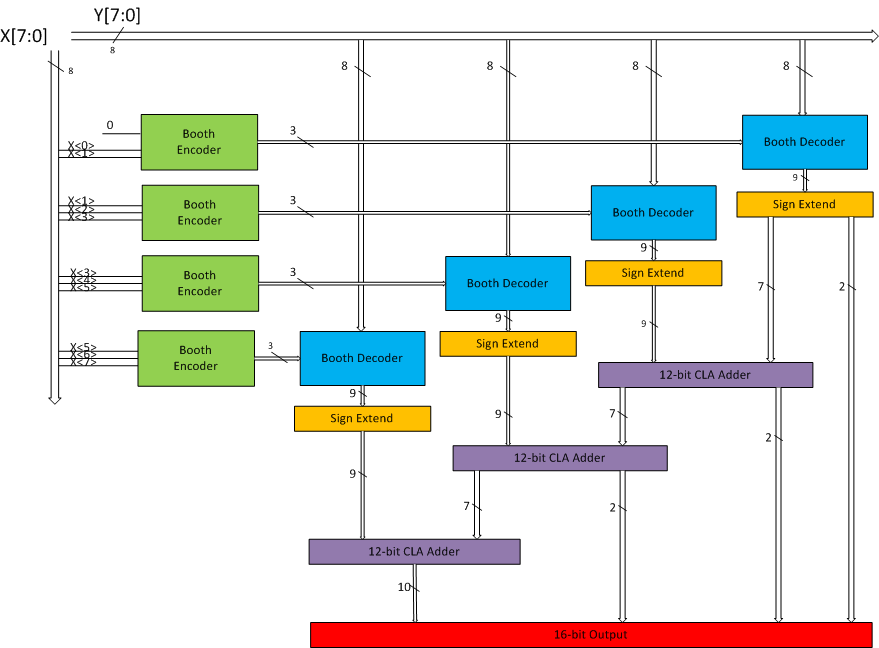 Y[7:0]
X[7:0]
8
8
8
8
8
8
0
X<0>
X<1>
Booth
Encoder
3
Booth Decoder
9
Sign Extend
X<1>
X<2>
X<3>
Booth
Encoder
3
Booth Decoder
9
Sign Extend
7
2
X<3>
X<4>
X<5>
Booth
Encoder
3
Booth Decoder
9
Sign Extend
9
12-bit CLA Adder
X<5>
X<6>
X<7>
Booth
Encoder
3
Booth Decoder
9
Sign Extend
9
7
2
12-bit CLA Adder
9
7
2
12-bit CLA Adder
10
16-bit Output